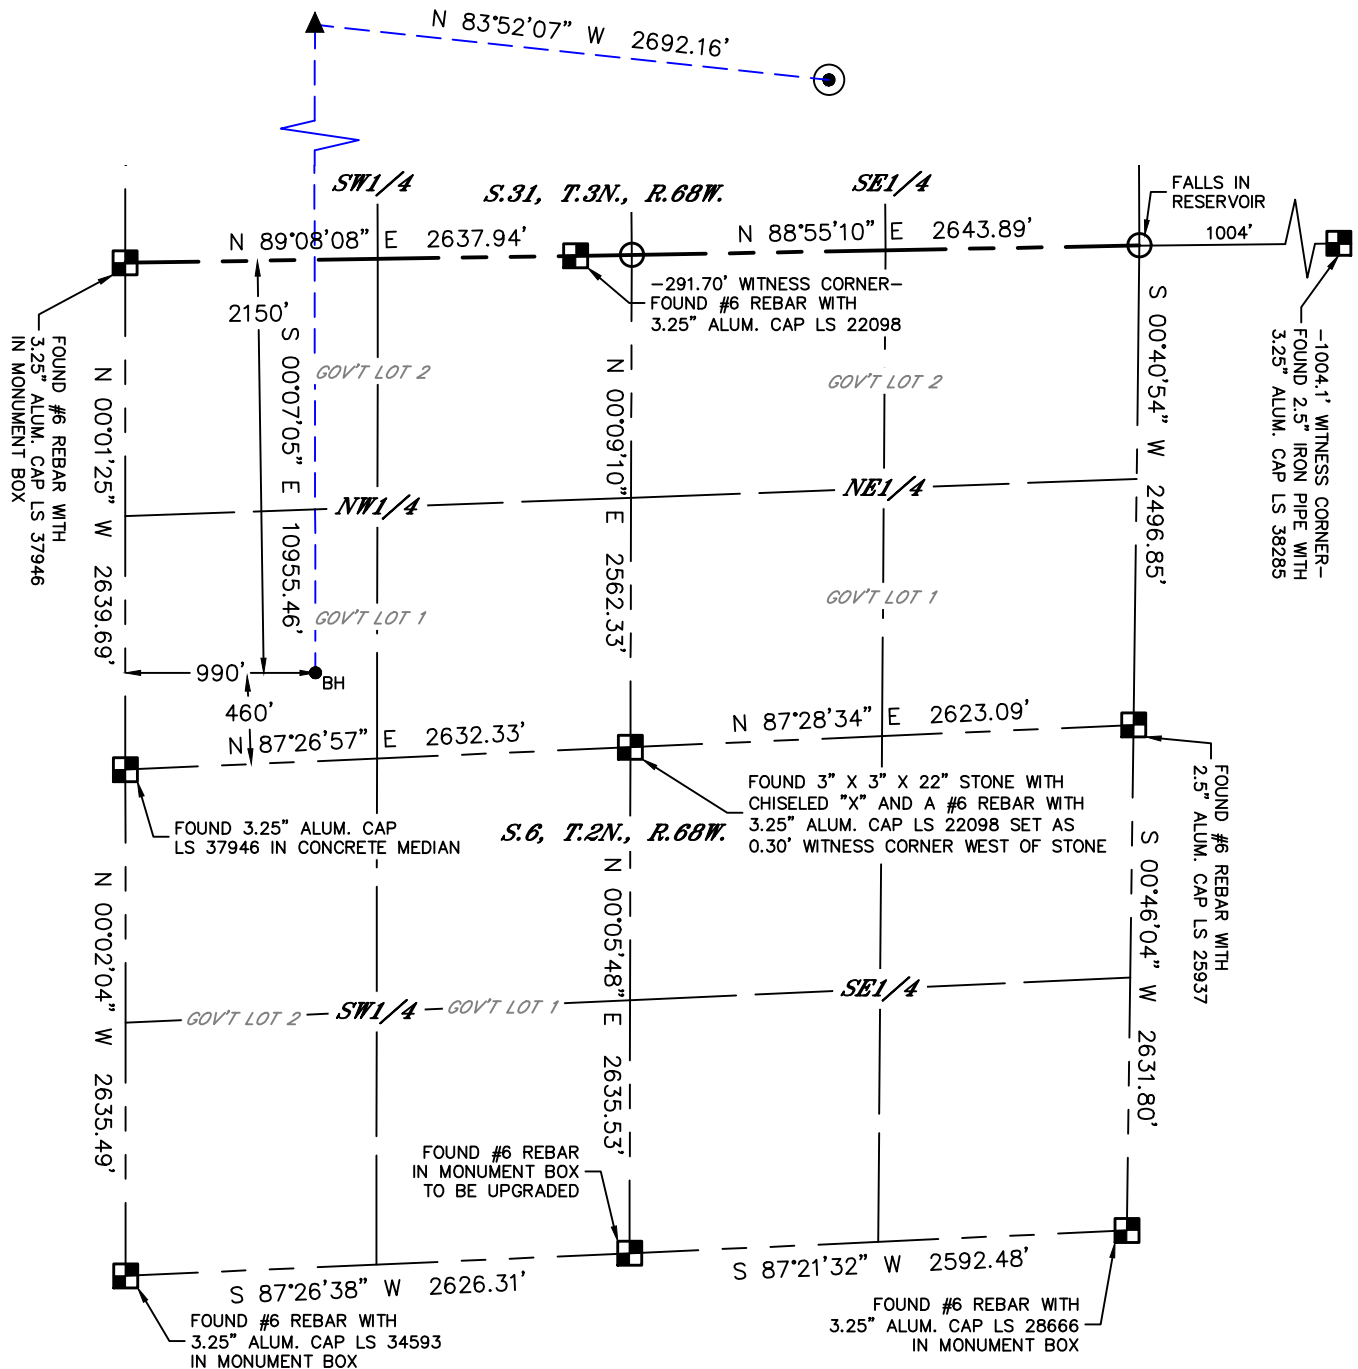 N 83°52'07" W 2692.16'
SW1/4
S.31, T.3N., R.68W.
SE1/4
FALLS IN
RESERVOIR
N 89°08'08" E 2637.94'
N 88°55'10" E 2643.89'
1004'
-291.70' WITNESS CORNER-
FOUND #6 REBAR WITH
3.25" ALUM. CAP LS 22098
2150'
FOUND #6 REBAR WITH
3.25" ALUM. CAP LS 37946
IN MONUMENT BOX
N 00°01'25" W 2639.69'
S 00°07'05" E 10955.46'
GOV'T LOT 2
N 00°09'10" E 2562.33'
GOV'T LOT 2
S 00°40'54" W 2496.85'
-1004.1' WITNESS CORNER-
FOUND 2.5" IRON PIPE WITH
3.25" ALUM. CAP LS 38285
NW1/4
NE1/4
GOV'T LOT 1
GOV'T LOT 1
990'
BH
460'
N 87°26'57" E 2632.33'
N 87°28'34" E 2623.09'
FOUND 3" X 3" X 22" STONE WITH
CHISELED "X" AND A #6 REBAR WITH
3.25" ALUM. CAP LS 22098 SET AS
0.30' WITNESS CORNER WEST OF STONE
FOUND #6 REBAR WITH
2.5" ALUM. CAP LS 25937
FOUND 3.25" ALUM. CAP
LS 37946 IN CONCRETE MEDIAN
S.6, T.2N., R.68W.
N 00°02'04" W 2635.49'
N 00°05'48" E 2635.53'
S 00°46'04" W 2631.80'
GOV'T LOT 2
SW1/4
GOV'T LOT 1
SE1/4
FOUND #6 REBAR
IN MONUMENT BOX
TO BE UPGRADED
S 87°26'38" W 2626.31'
S 87°21'32" W 2592.48'
FOUND #6 REBAR WITH
3.25" ALUM. CAP LS 34593
IN MONUMENT BOX
FOUND #6 REBAR WITH
3.25" ALUM. CAP LS 28666
IN MONUMENT BOX